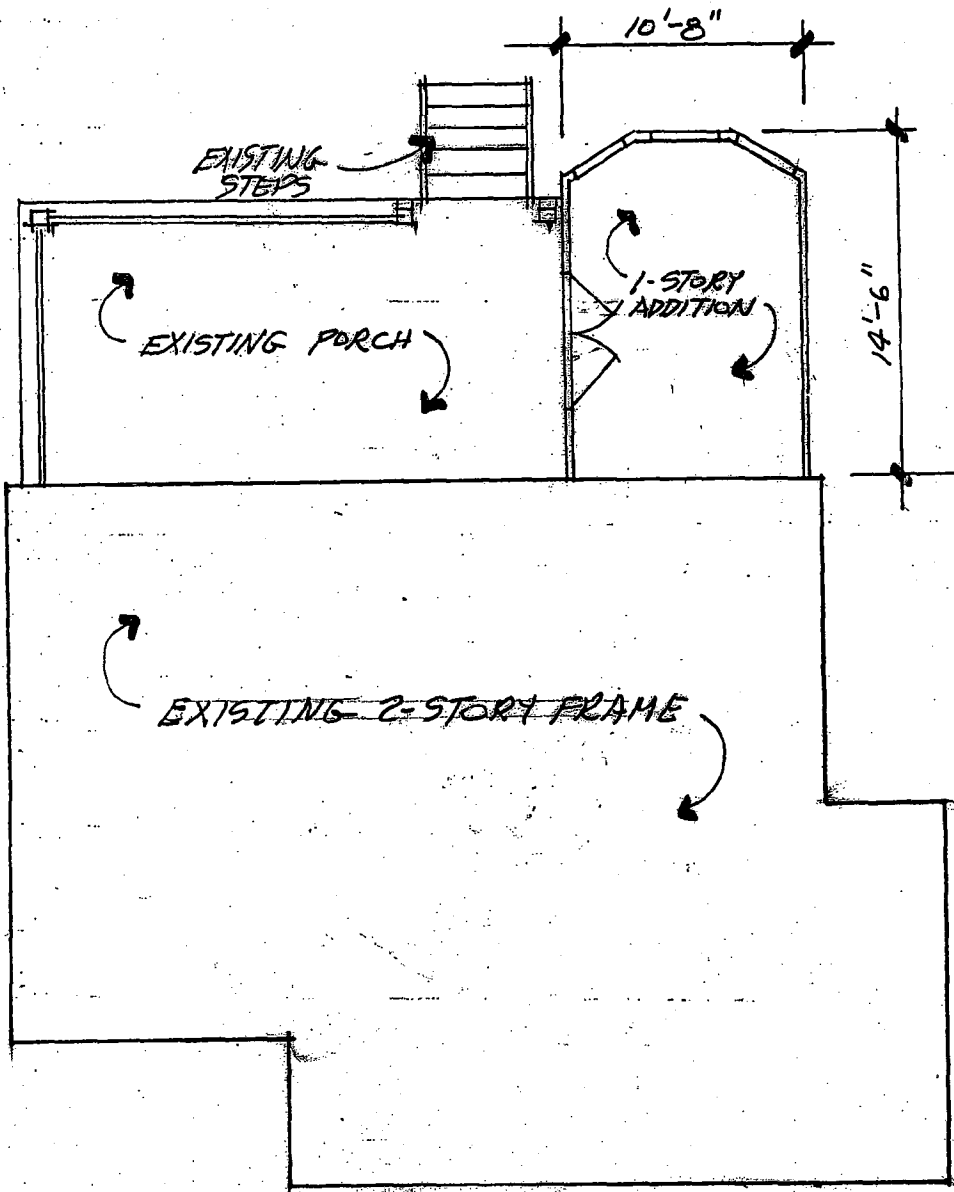 10'-8"
EXISTING
STEPS
1-STORY
ADDITION
14'-6"
EXISTING PORCH
EXISTING 2-STORY FRAME